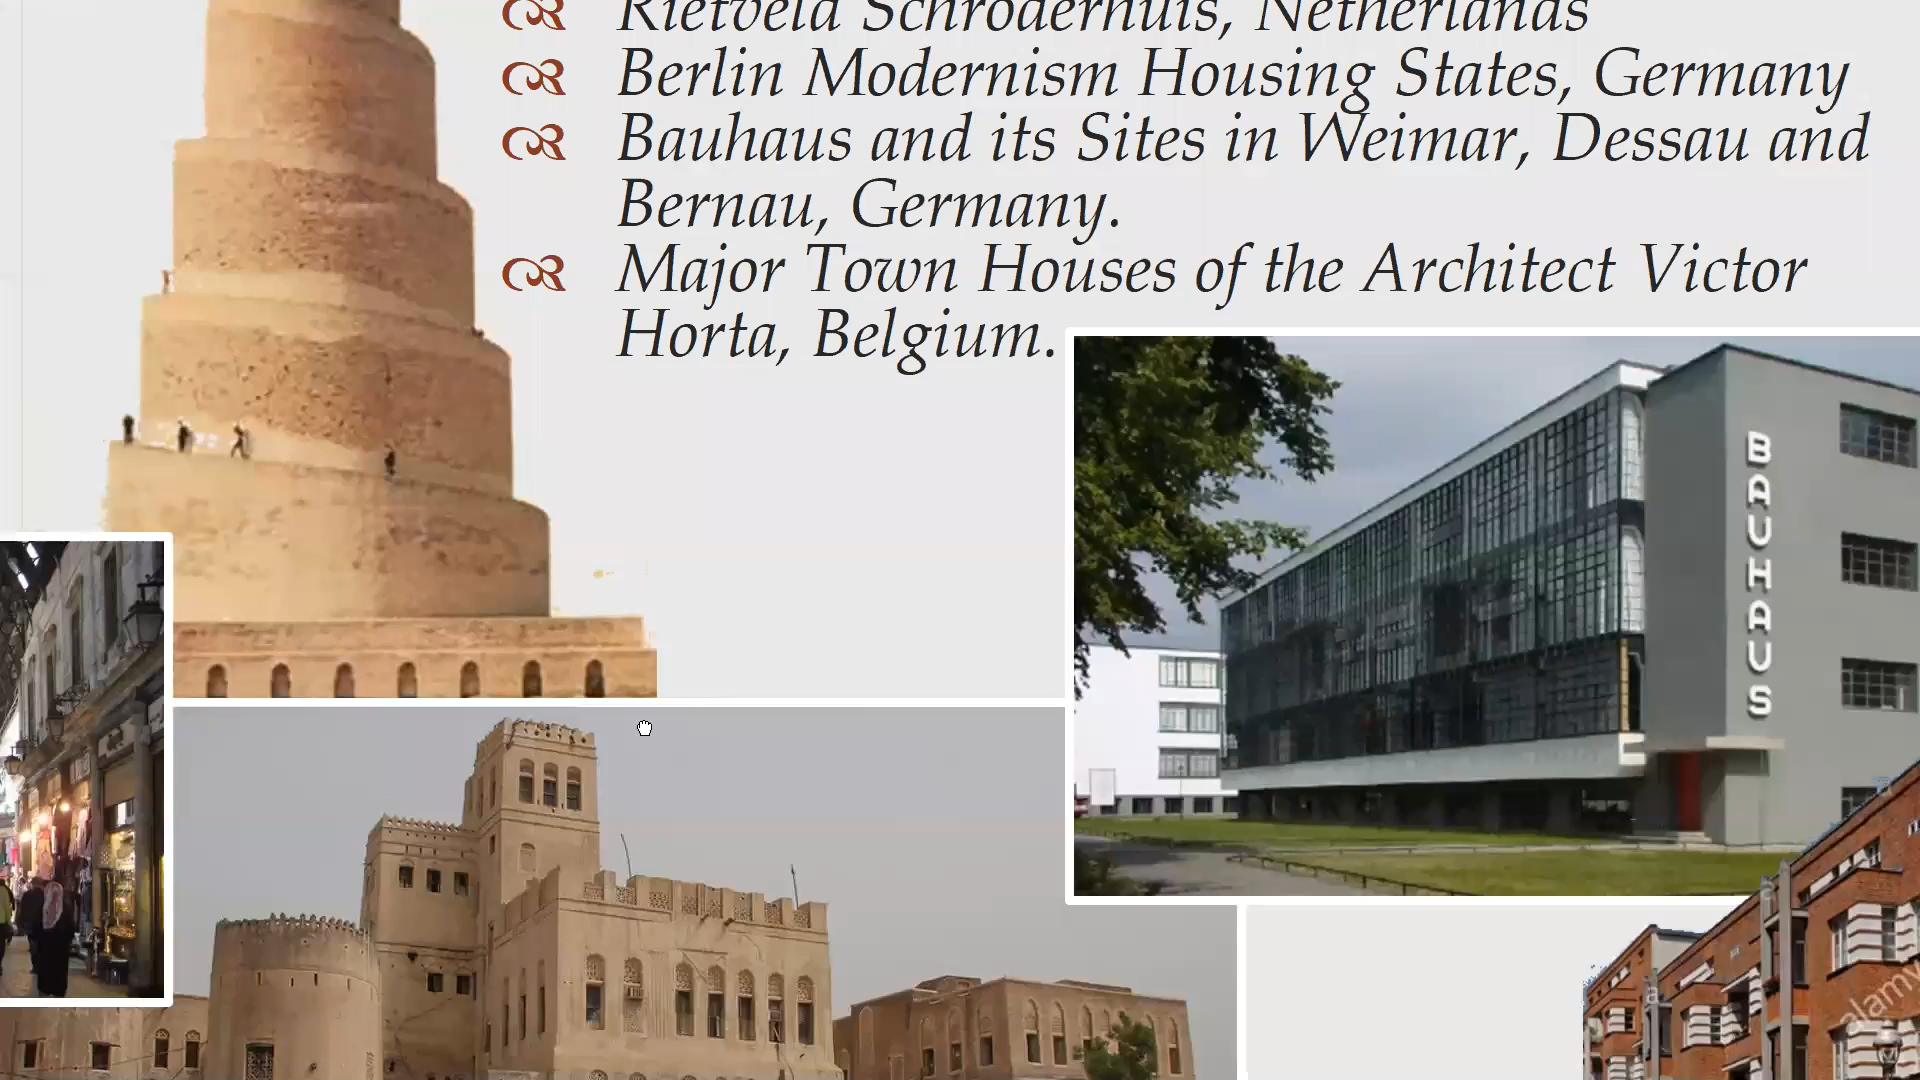 Rietveld Schröderhuis, Netherlands
Berlin Modernism Housing States, Germany
Bauhaus and its Sites in Weimar, Dessau and
Bernau, Germany.
Major Town Houses of the Architect Victor
Horta, Belgium.
BAUHAUS
a
alamy